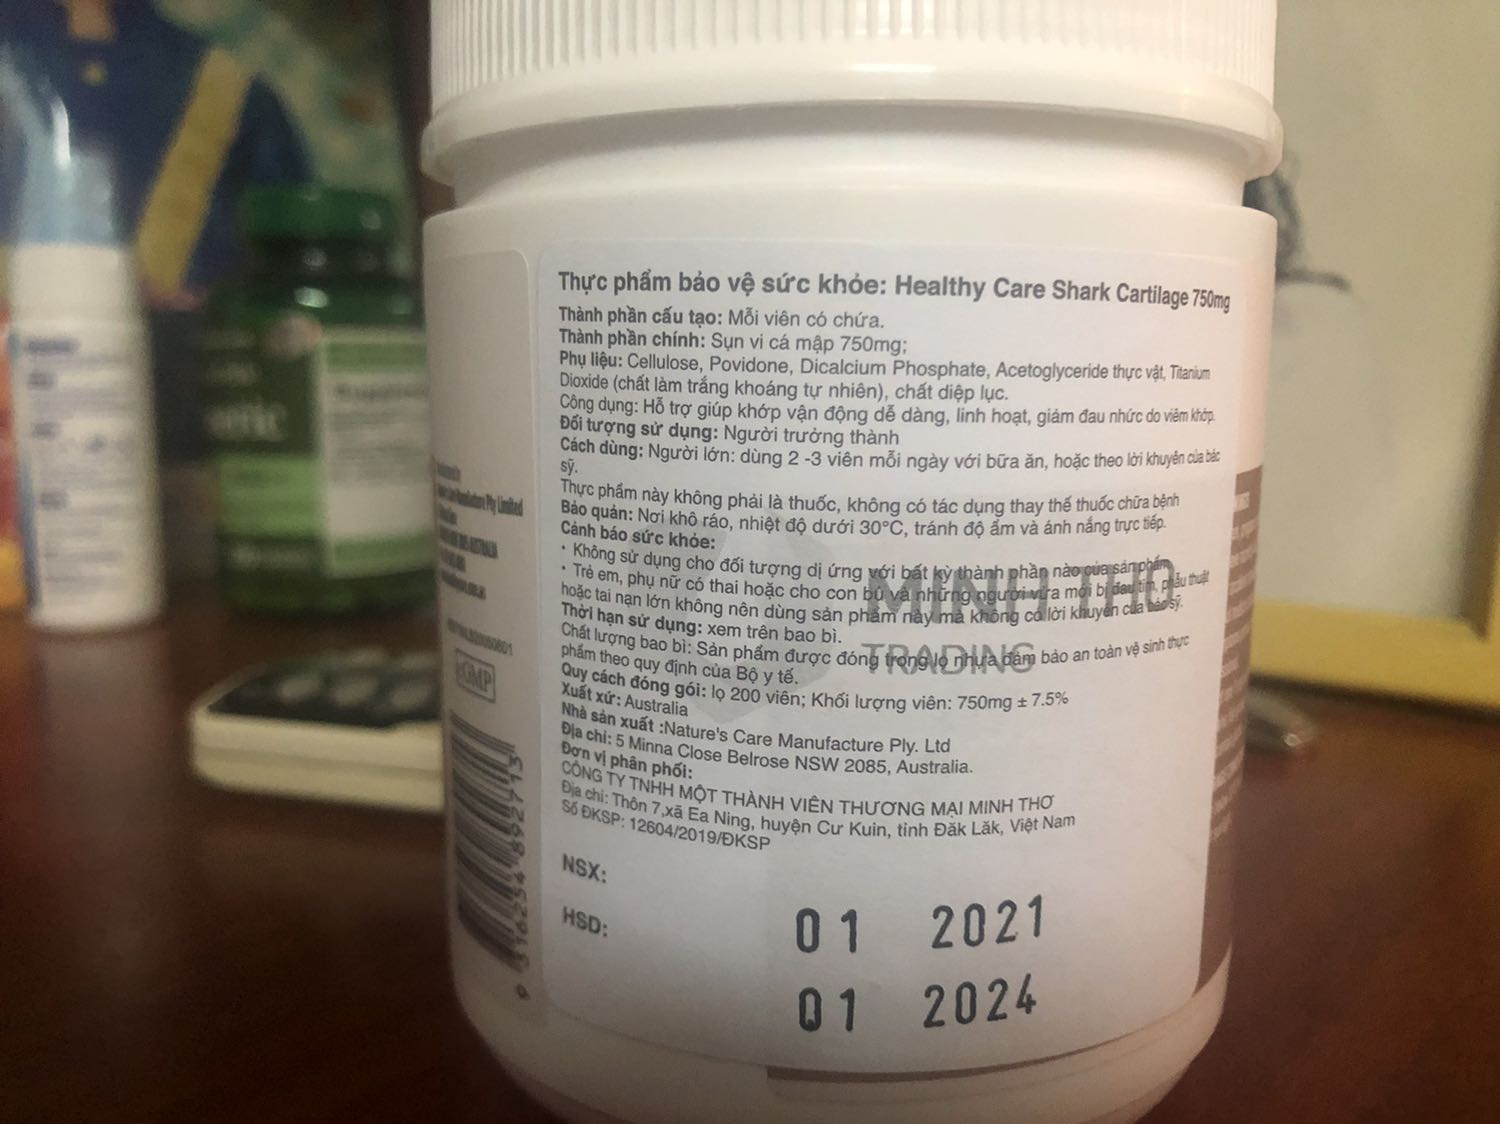 Thực phẩm bảo vệ sức khỏe: Healthy Care Shark Cartilage 750mg
Thành phần cấu tạo: Mỗi viên có chứa.
Thành phần chính: Sụn vi cá mập 750mg;
Phụ liệu: Cellulose, Povidone, Dicalcium Phosphate, Acetoglyceride thực vật, Titanium
Dioxide (chất làm trắng khoáng tự nhiên), chất diệp lục.
Công dụng: Hỗ trợ giúp khớp vận động dễ dàng, linh hoạt, giảm đau nhức do viêm khớp.
Đối tượng sử dụng: Người trưởng thành
Cách dùng: Người lớn: dùng 2 -3 viên mỗi ngày với bữa ăn, hoặc theo lời khuyên của bác
sỹ.
Thực phẩm này không phải là thuốc, không có tác dụng thay thế thuốc chữa bệnh
Bảo quản: Nơi khô ráo, nhiệt độ dưới 30°C, tránh độ ẩm và ánh nắng trực tiếp.
Cảnh báo sức khỏe:
• Không sử dụng cho đối tượng dị ứng với bất kỳ thành phần nào của sản phẩm
• Trẻ em, phụ nữ có thai hoặc cho con bú và những người vừa mới bị đau tim, phẫu thuật
hoặc tai nạn lớn không nên dùng sản phẩm này mà không có lời khuyên của bác sỹ.
Thời hạn sử dụng: xem trên bao bì.
Chất lượng bao bì: Sản phẩm được đóng trong lọ nhựa đảm bảo an toàn vệ sinh thực
phẩm theo quy định của Bộ y tế.
Quy cách đóng gói: lọ 200 viên; Khối lượng viên: 750mg ± 7.5%
Xuất xứ: Australia
Nhà sản xuất :Nature's Care Manufacture Ply. Ltd
Địa chỉ: 5 Minna Close Belrose NSW 2085, Australia.
Đơn vị phân phối:
CÔNG TY TNHH MỘT THÀNH VIÊN THƯƠNG MẠI MINH THƠ
Địa chỉ: Thôn 7,xã Ea Ning, huyện Cư Kuin, tỉnh Đăk Lăk, Việt Nam
Số ĐKSP: 12604/2019/ĐKSP
NSX:
HSD:
01 2021
01 2024
MINH THO
TRADING
Pty Limited
AUSTRALIA
GMP
9 316254 892713